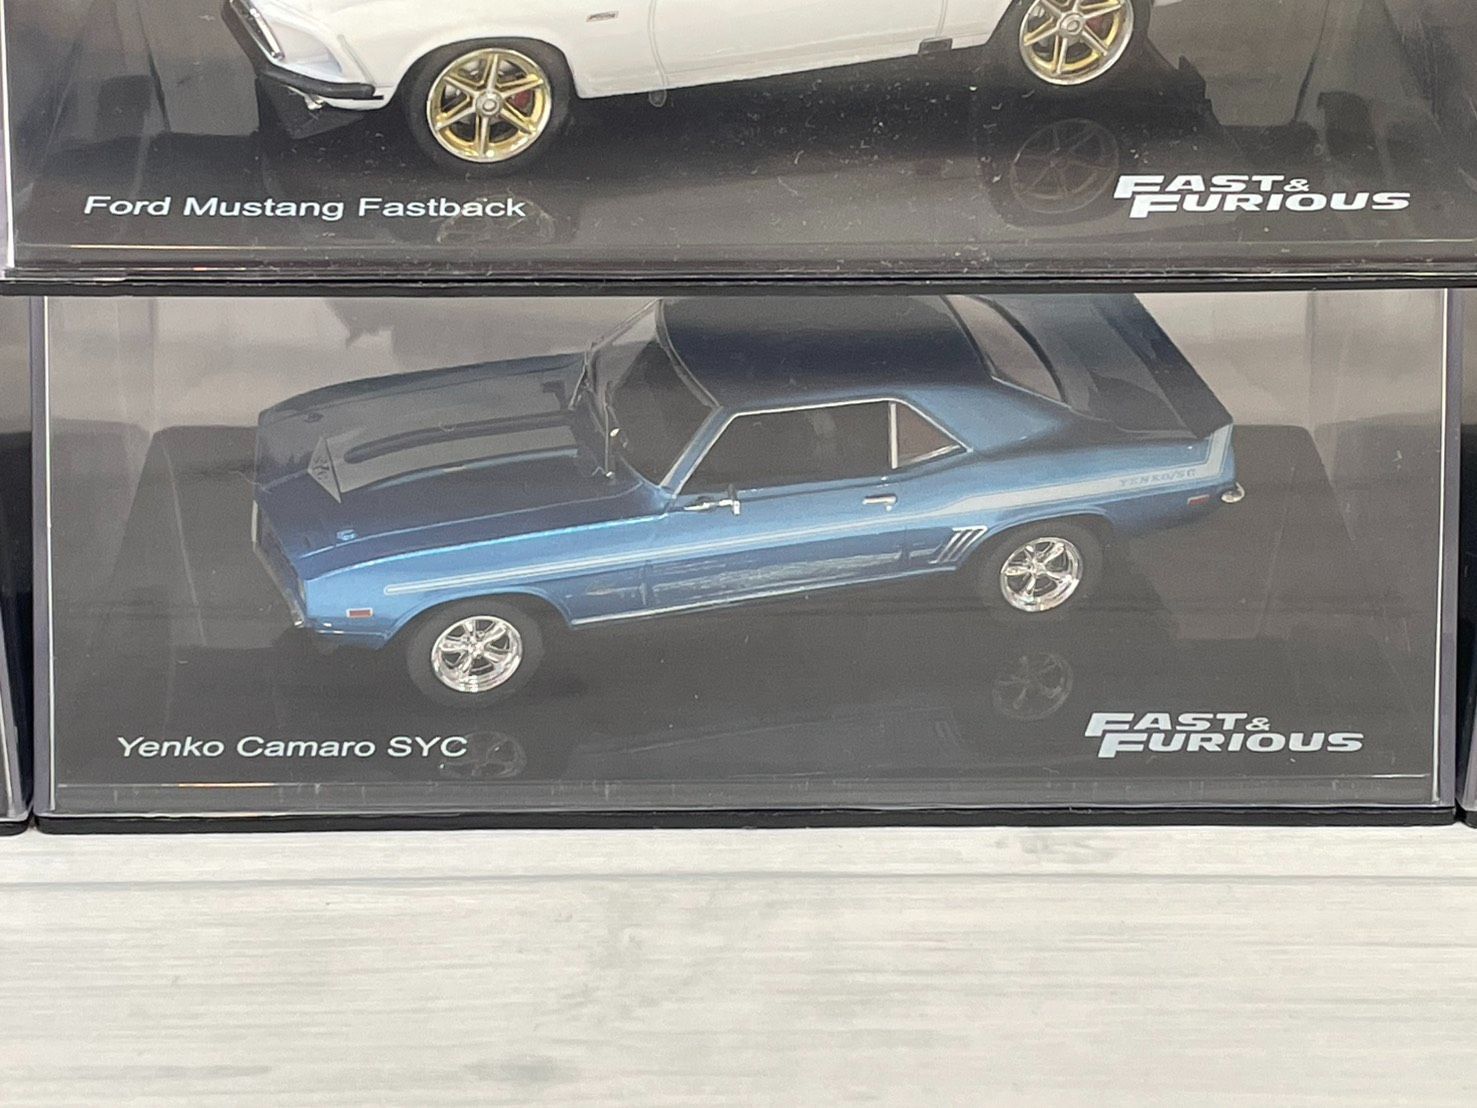 Ford Mustang Fastback
FAST &
FURIOUS
YENKO/SC
Yenko Camaro SYC
FAST &
FURIOUS